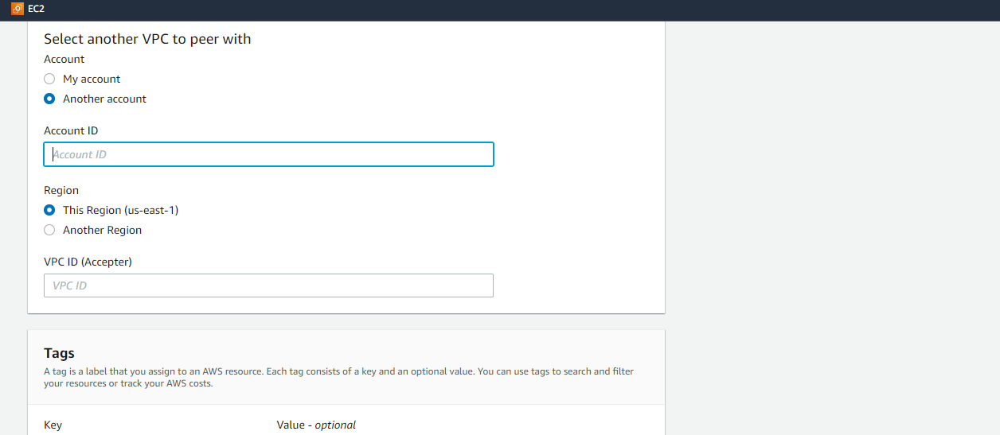 EC2
Select another VPC to peer with
Account
My account
Another account
Account ID
Account ID
Region
This Region (us-east-1)
Another Region
VPC ID (Accepter)
VPC ID
Tags
A tag is a label that you assign to an AWS resource. Each tag consists of a key and an optional value. You can use tags to search and filter
your resources or track your AWS costs.
Key Value - optional